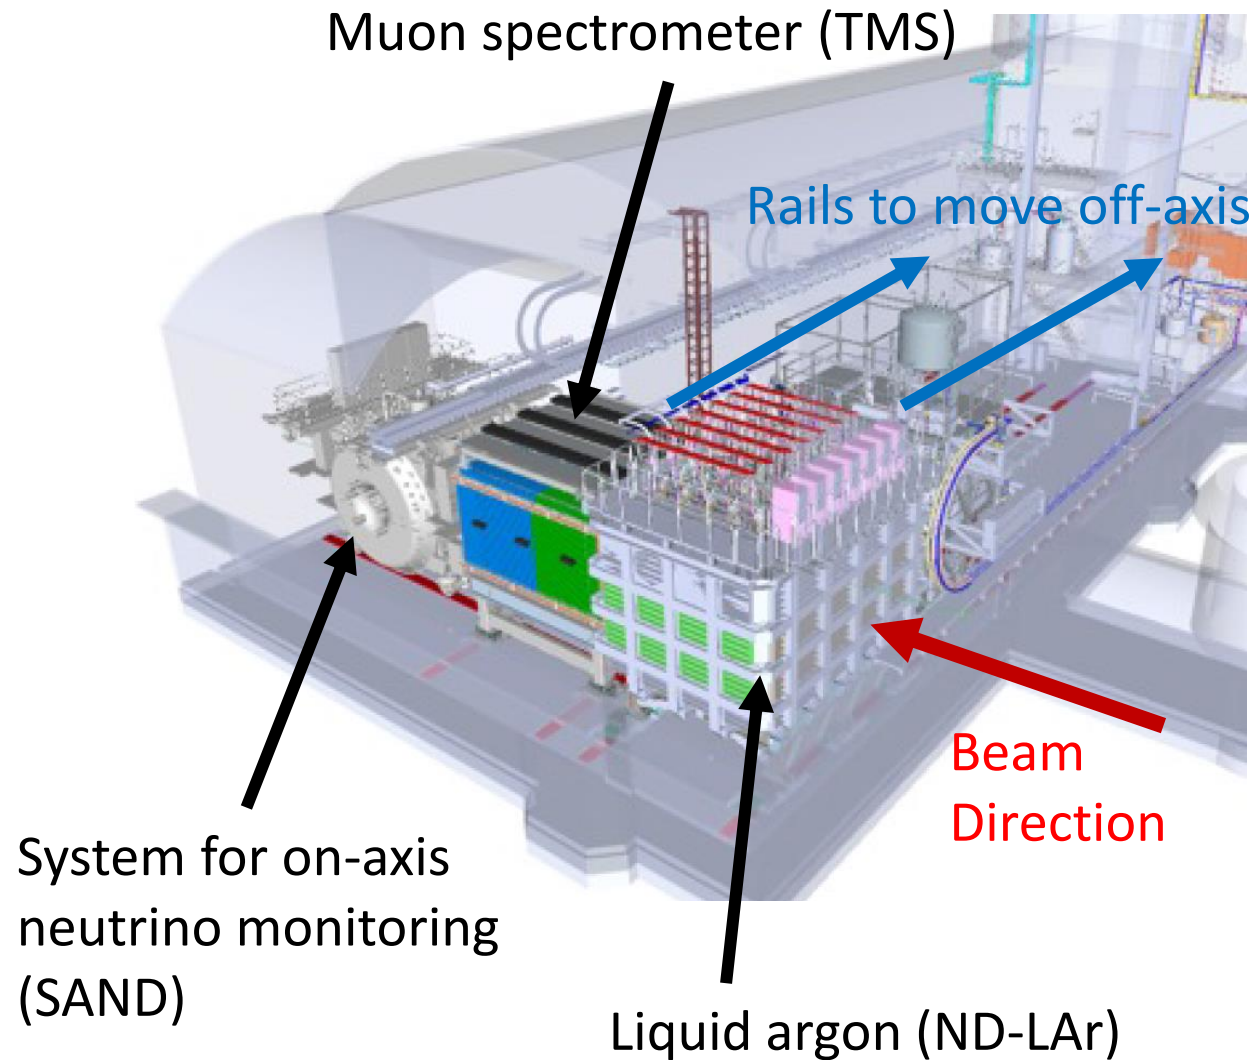 Muon spectrometer (TMS)
Rails to move off-axis
Beam
Direction
System for on-axis
neutrino monitoring
(SAND)
Liquid argon (ND-LAr)